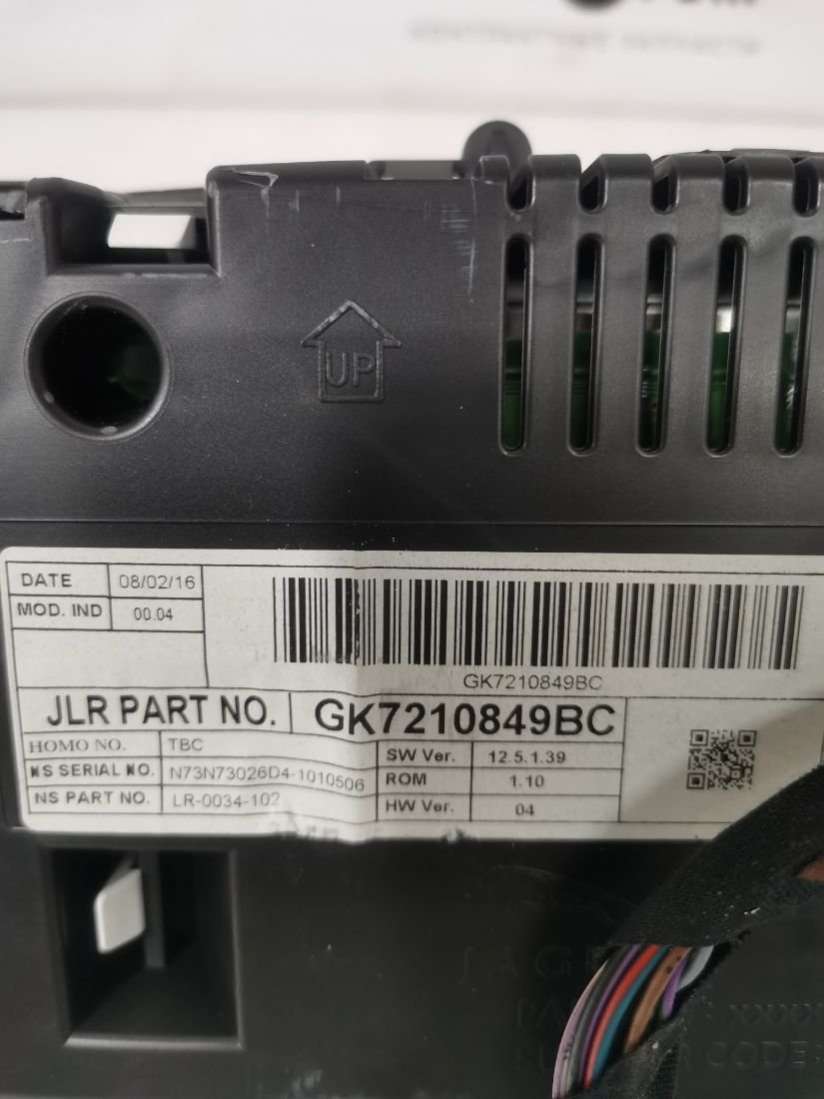 UP
DATE 08/02/16
MOD. IND 00.04
GK7210849BC
JLR PART NO. GK7210849BC
HOMO NO. TBC
NS SERIAL NO. N73N73026D4-1010506
NS PART NO. LR-0034-102
SW Ver. 12.5.1.39
ROM 1.10
HW Ver. 04
CODE